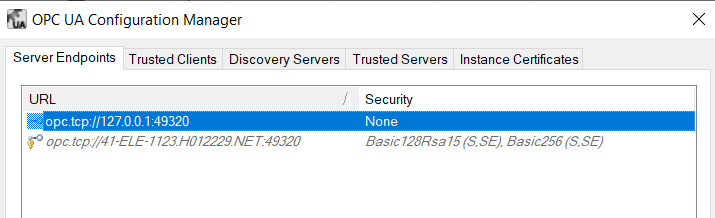 OPC UA Configuration Manager
Server Endpoints Trusted Clients Discovery Servers Trusted Servers Instance Certificates
URL / Security
opc.tcp://127.0.0.1:49320 None
opc.tcp://41-ELE-1123.H012229.NET:49320 Basic128Rsa15 (S,SE), Basic256 (S,SE)